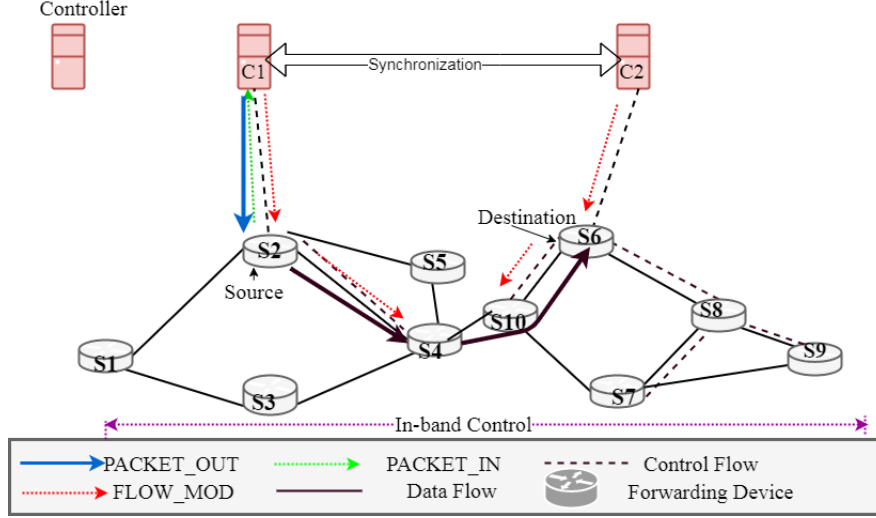 Controller
C1
Synchronization
C2
Destination
S2
S6
Source
S5
S10
S8
S4
S1
S9
S3
S7
In-band Control
PACKET_OUT
PACKET_IN
Control Flow
FLOW_MOD
Data Flow
Forwarding Device